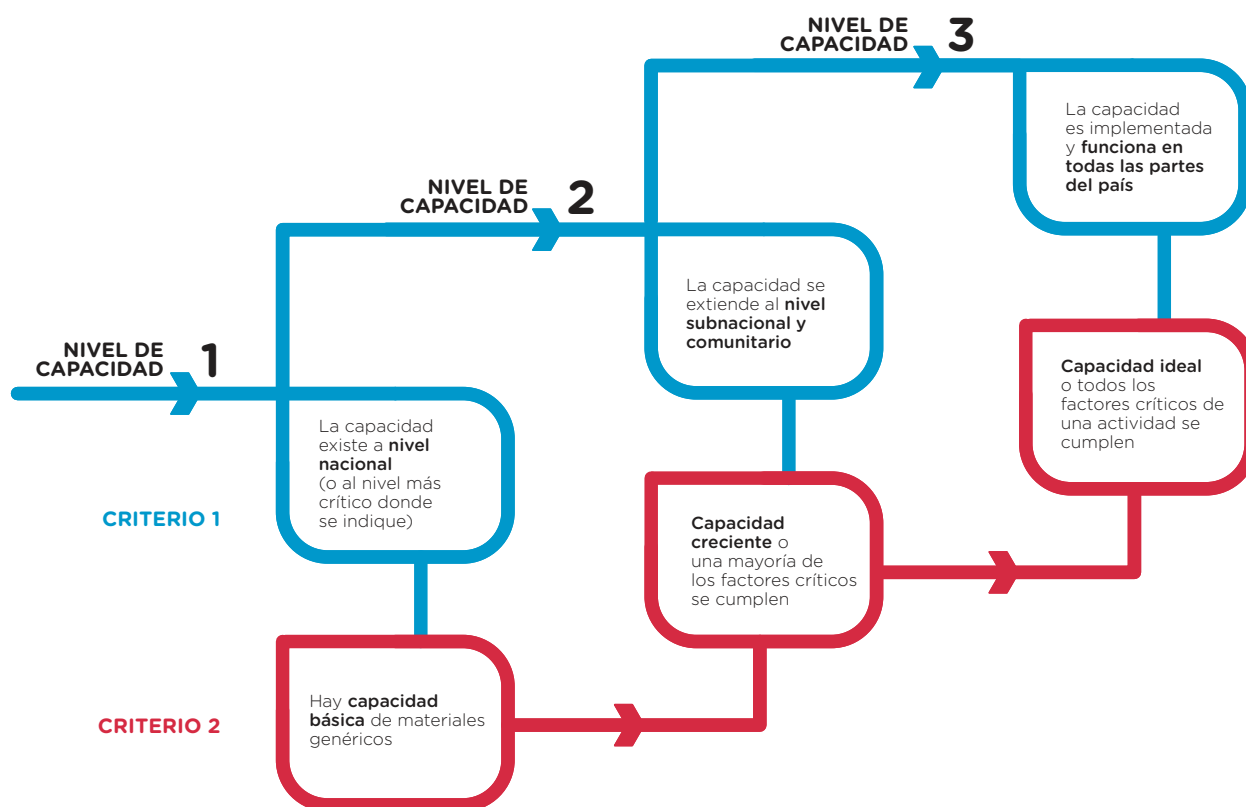 NIVEL DE
CAPACIDAD 1
CRITERIO 1
La capacidad
existe a nivel
nacional
(o al nivel más
crítico donde
se indique)
CRITERIO 2
Hay capacidad
básica de materiales
genéricos
NIVEL DE
CAPACIDAD 2
La capacidad se
extiende al nivel
subnacional y
comunitario
Capacidad
creciente o
una mayoría de
los factores críticos
se cumplen
NIVEL DE
CAPACIDAD 3
La capacidad
es implementada
y funciona en
todas las partes
del país
Capacidad ideal
o todos los
factores críticos de
una actividad se
cumplen